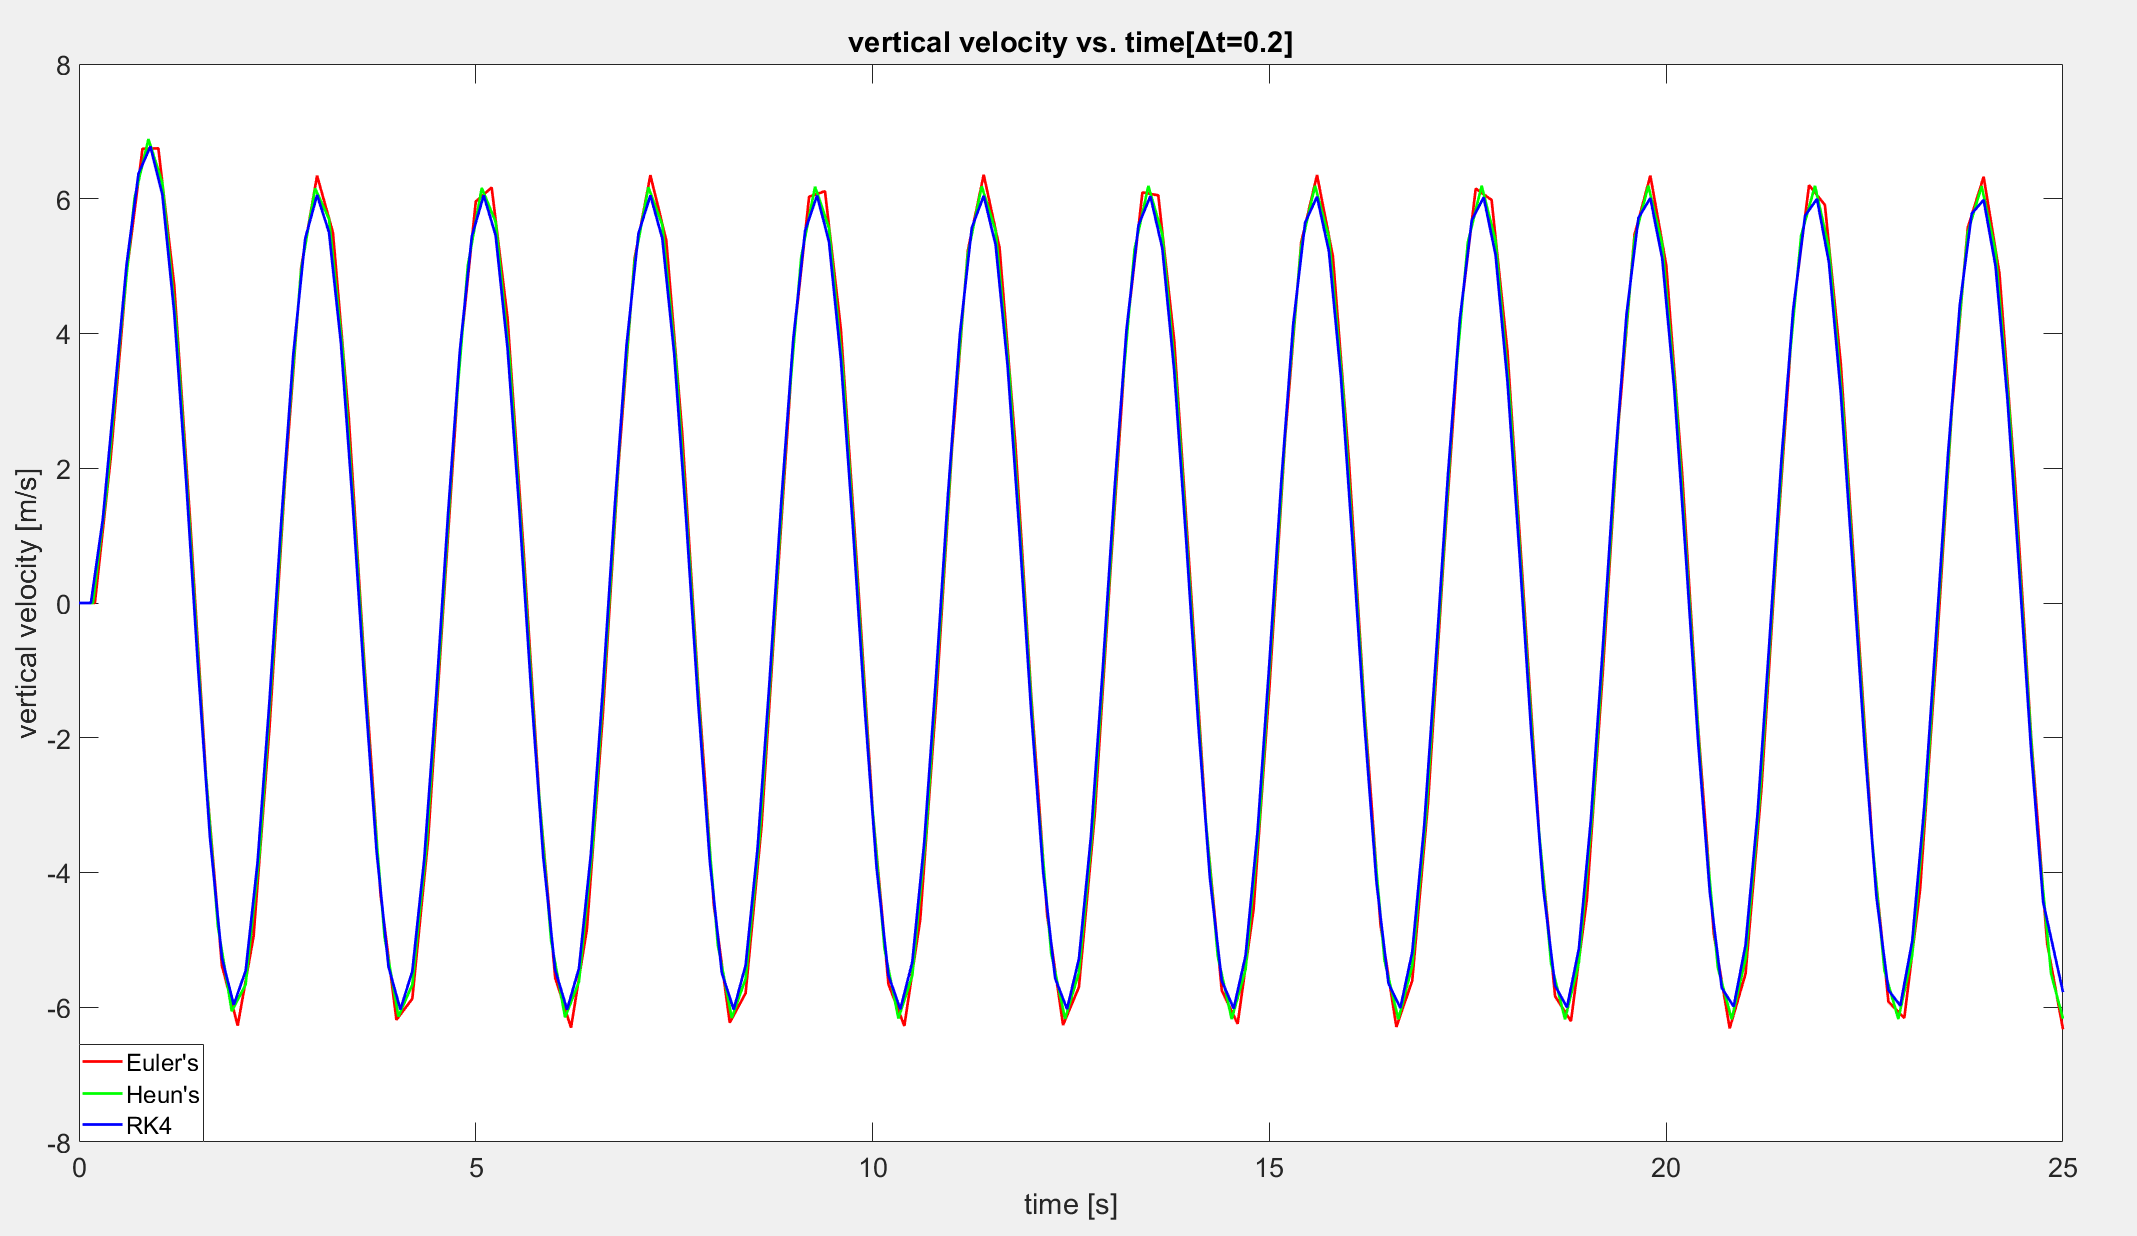 vertical velocity vs. time[Δt=0.2]
8
6
4
2
0
-2
-4
-6
-8
vertical velocity [m/s]
Euler's
Heun's
RK4
0 5 10 15 20 25
time [s]